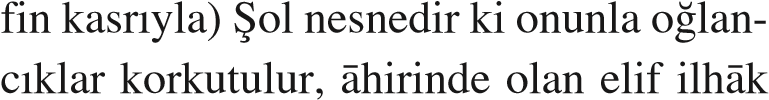 fin kasrıyla) Şol nesnedir ki onunla oğlan-
cıklar korkutulur, āhirinde olan elif ilhāk